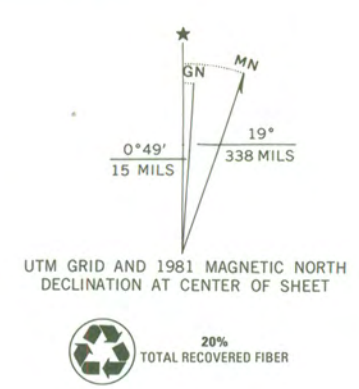 ★
GN MN
0°49′ 19°
15 MILS 338 MILS
UTM GRID AND 1981 MAGNETIC NORTH
DECLINATION AT CENTER OF SHEET
20%
TOTAL RECOVERED FIBER